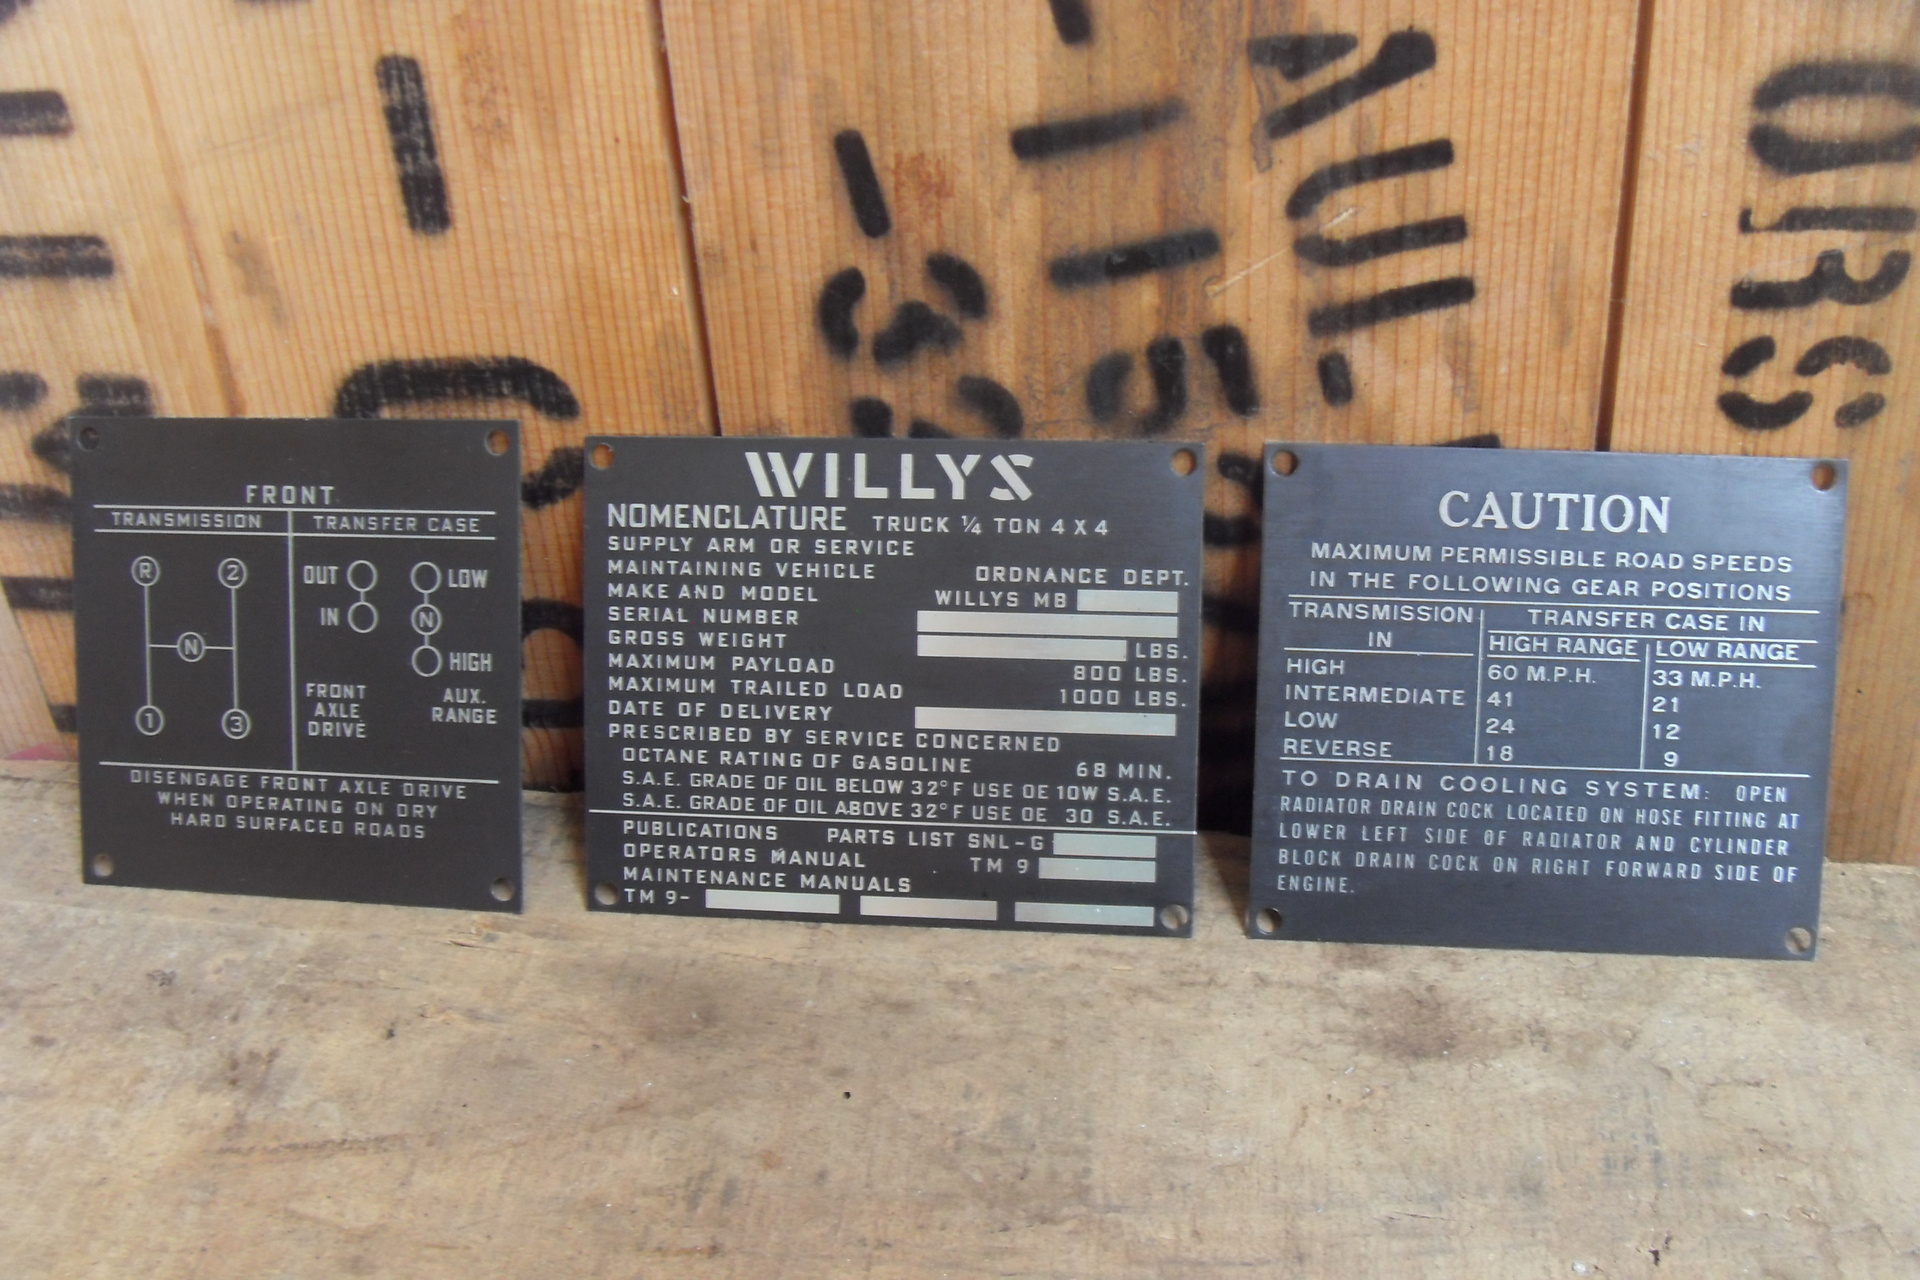 FRONT
TRANSMISSION TRANSFER CASE
R 2 OUT LOW
IN N
N HIGH
1 3 FRONT AXLE DRIVE AUX. RANGE
DISENGAGE FRONT AXLE DRIVE
WHEN OPERATING ON DRY
HARD SURFACED ROADS
WILLYS
NOMENCLATURE TRUCK ¼ TON 4 X 4
SUPPLY ARM OR SERVICE
MAINTAINING VEHICLE ORDNANCE DEPT.
MAKE AND MODEL WILLYS MB
SERIAL NUMBER
GROSS WEIGHT LBS.
MAXIMUM PAYLOAD 800 LBS.
MAXIMUM TRAILED LOAD 1000 LBS.
DATE OF DELIVERY
PRESCRIBED BY SERVICE CONCERNED
OCTANE RATING OF GASOLINE 68 MIN.
S.A.E. GRADE OF OIL BELOW 32° F USE OE 10W S.A.E.
S.A.E. GRADE OF OIL ABOVE 32° F USE OE 30 S.A.E.
PUBLICATIONS PARTS LIST SNL-G
OPERATORS MANUAL TM 9
MAINTENANCE MANUALS
TM 9-
CAUTION
MAXIMUM PERMISSIBLE ROAD SPEEDS
IN THE FOLLOWING GEAR POSITIONS
TRANSMISSION IN TRANSFER CASE IN
HIGH RANGE LOW RANGE
HIGH 60 M.P.H. 33 M.P.H.
INTERMEDIATE 41 21
LOW 24 12
REVERSE 18 9
TO DRAIN COOLING SYSTEM: OPEN
RADIATOR DRAIN COCK LOCATED ON HOSE FITTING AT
LOWER LEFT SIDE OF RADIATOR AND CYLINDER
BLOCK DRAIN COCK ON RIGHT FORWARD SIDE OF
ENGINE.